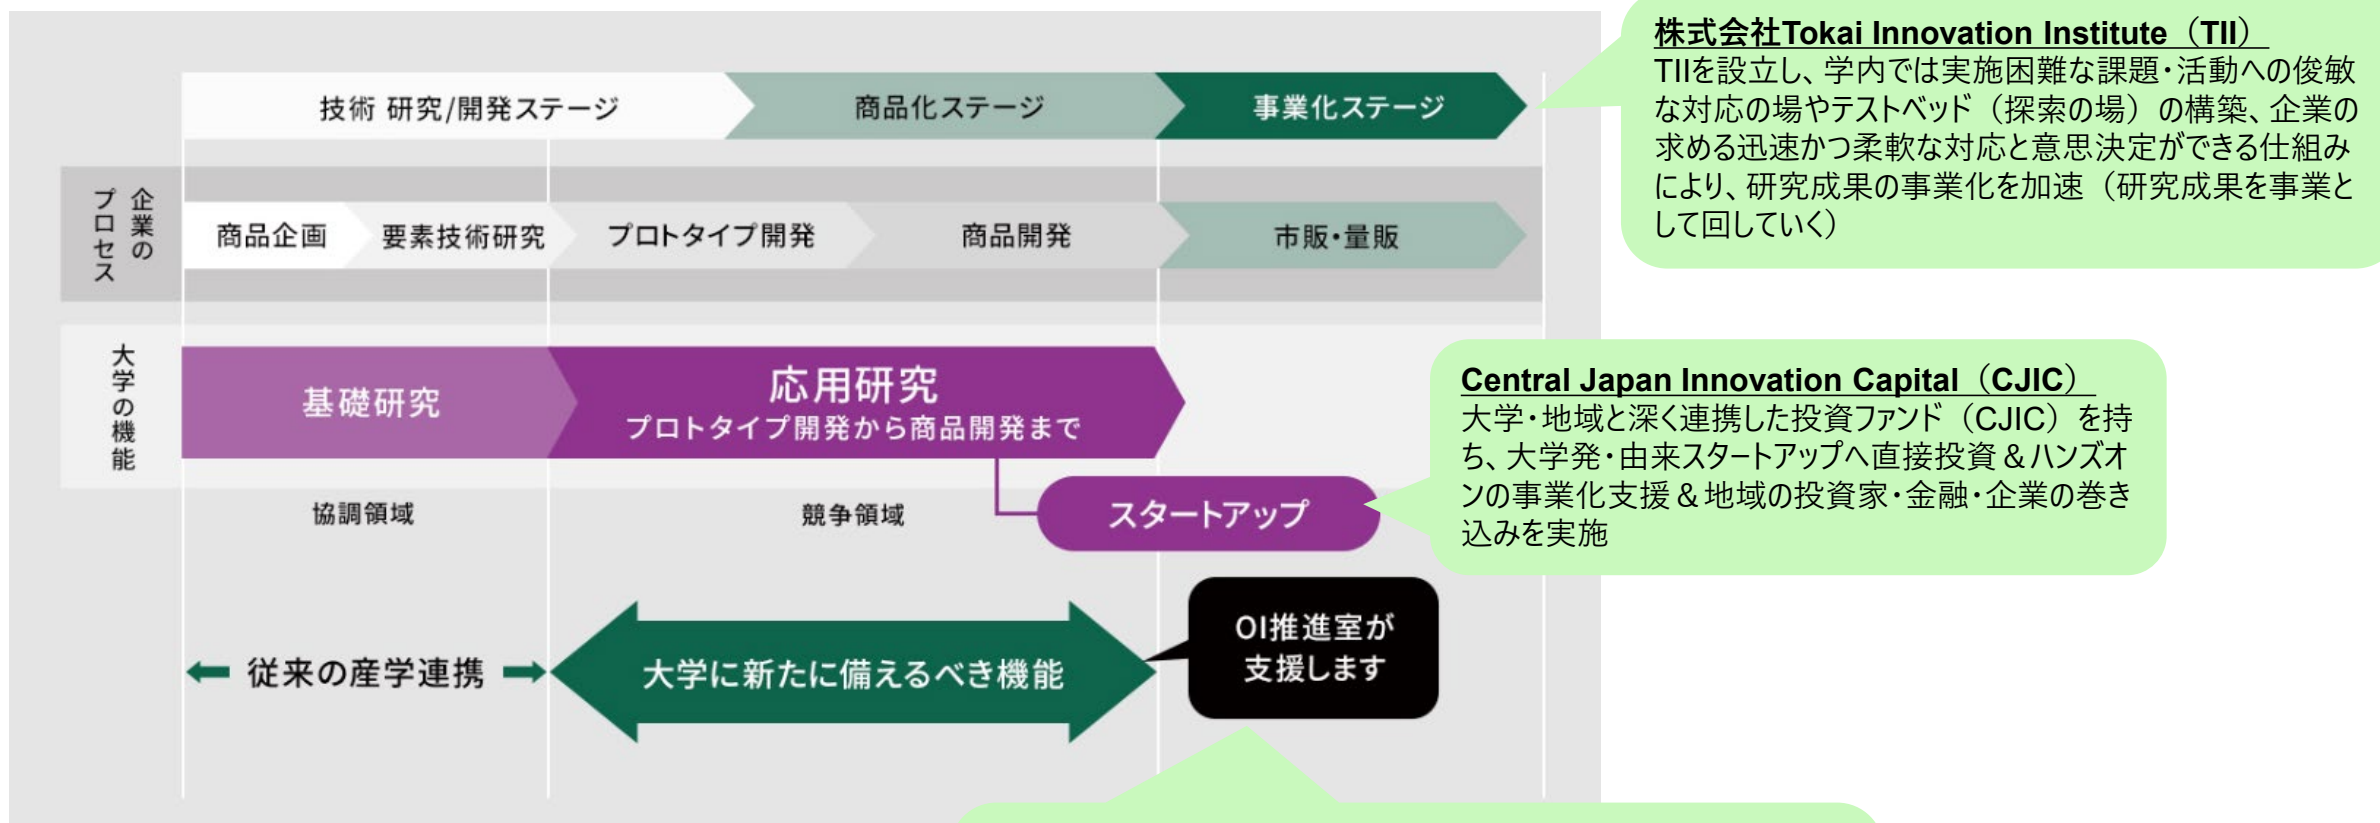 技術 研究/開発ステージ
商品化ステージ
事業化ステージ
企業の
プロセス
商品企画
要素技術研究
プロトタイプ開発
商品開発
市販・量販
大学の機能
基礎研究
応用研究
プロトタイプ開発から商品開発まで
協調領域
競争領域
スタートアップ
従来の産学連携
大学に新たに備えるべき機能
OI推進室が
支援します
株式会社Tokai Innovation Institute（TII）
TIIを設立し、学内では実施困難な課題・活動への俊敏
な対応の場やテストベッド（探索の場）の構築、企業の
求める迅速かつ柔軟な対応と意思決定ができる仕組み
により、研究成果の事業化を加速（研究成果を事業と
して回していく）
Central Japan Innovation Capital（CJIC）
大学・地域と深く連携した投資ファンド（CJIC）を持
ち、大学発・由来スタートアップへ直接投資＆ハンズオ
ンの事業化支援＆地域の投資家・金融・企業の巻き
込みを実施